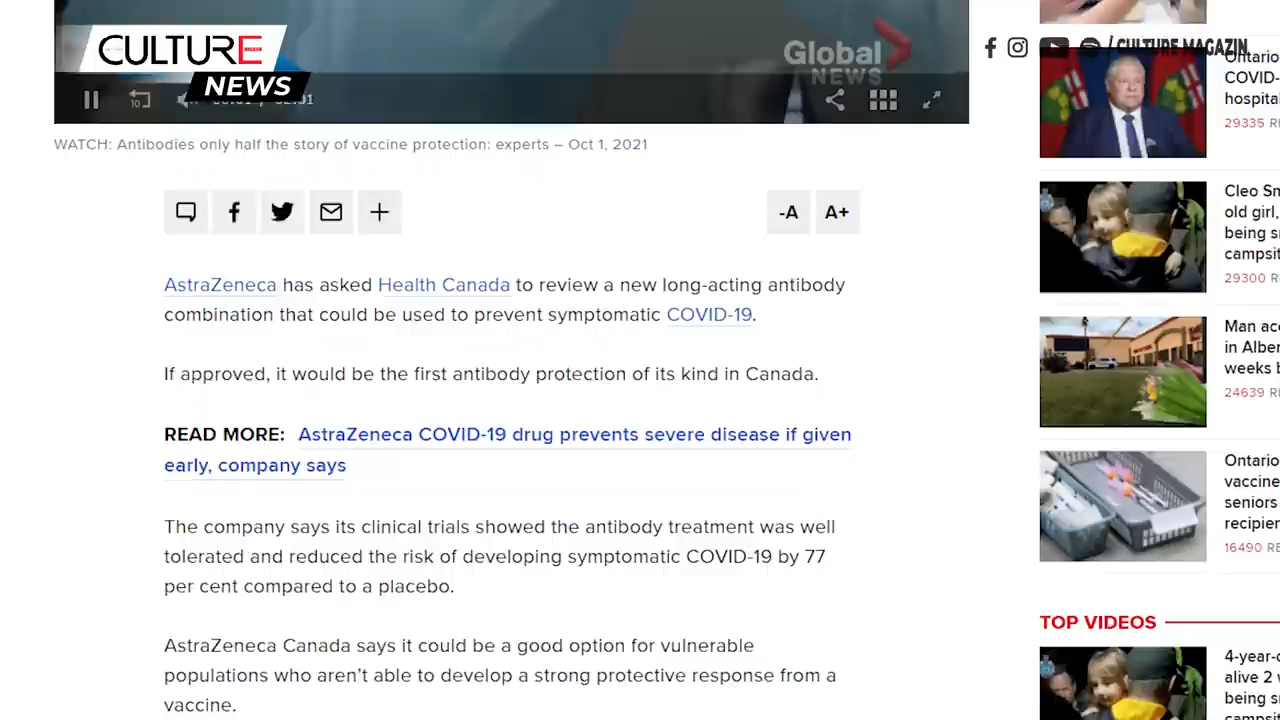 CULTURE
NEWS
Global
NEWS
/ CULTURE MAGAZIN
10
WATCH: Antibodies only half the story of vaccine protection: experts – Oct 1, 2021
-A A+
AstraZeneca has asked Health Canada to review a new long-acting antibody
combination that could be used to prevent symptomatic COVID-19.
If approved, it would be the first antibody protection of its kind in Canada.
READ MORE: AstraZeneca COVID-19 drug prevents severe disease if given
early, company says
The company says its clinical trials showed the antibody treatment was well
tolerated and reduced the risk of developing symptomatic COVID-19 by 77
per cent compared to a placebo.
AstraZeneca Canada says it could be a good option for vulnerable
populations who aren't able to develop a strong protective response from a
vaccine.
Ontario
COVID-
hospital
29335 RE
Cleo Sm
old girl,
being s
campsit
29300 RE
Man acc
in Alber
weeks b
24639 RE
Ontario
vaccine
seniors
recipien
16490 RE
TOP VIDEOS
4-year-o
alive 2 w
being s
campsit